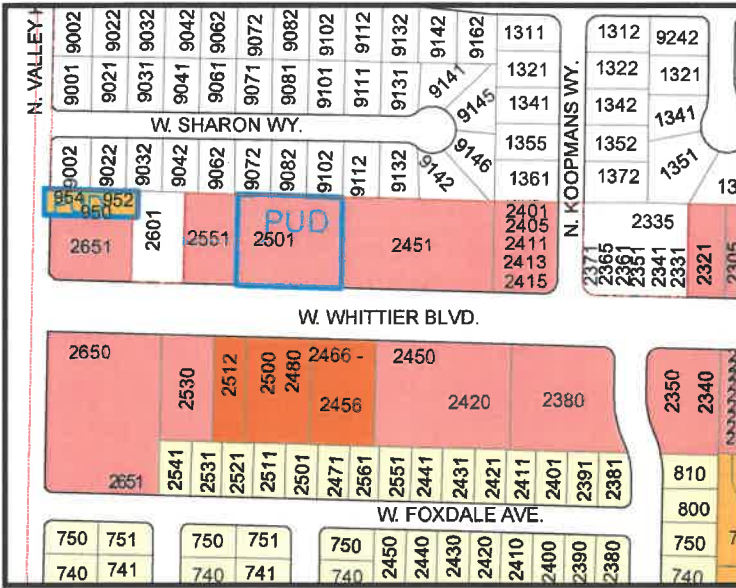 N. VALLEY H
9002 9022 9032 9042 9062 9072 9082 9102 9112 9132 9142 9162 1311 1312 9242
9001 9021 9031 9041 9061 9071 9081 9101 9111 9131 9141 9145 1321 1322 1321
1341 1342 1341
W. SHARON WY.
N. KOOPMANS WY.
1355 1352
9002 9022 9032 9042 9062 9072 9082 9102 9112 9132 9142 9146 1361 1372 1351 13
954 952
950
2651 2601 2551 2501 PUD 2451
2401
2405
2411
2413
2415
2335
2371 2365 2361 2351 2341 2331 2321 2305
W. WHITTIER BLVD.
2650 2530 2512 2500 2480 2466 - 2456 2450 2420 2380 2350 2340
2651
2541 2531 2521 2511 2501 2471 2561 2551 2441 2431 2421 2411 2401 2391 2381
810
800
W. FOXDALE AVE.
750 751 750 751 750 2450 2440 2430 2420 2410 2400 2390 2380 750
740 741 740 741 740 740